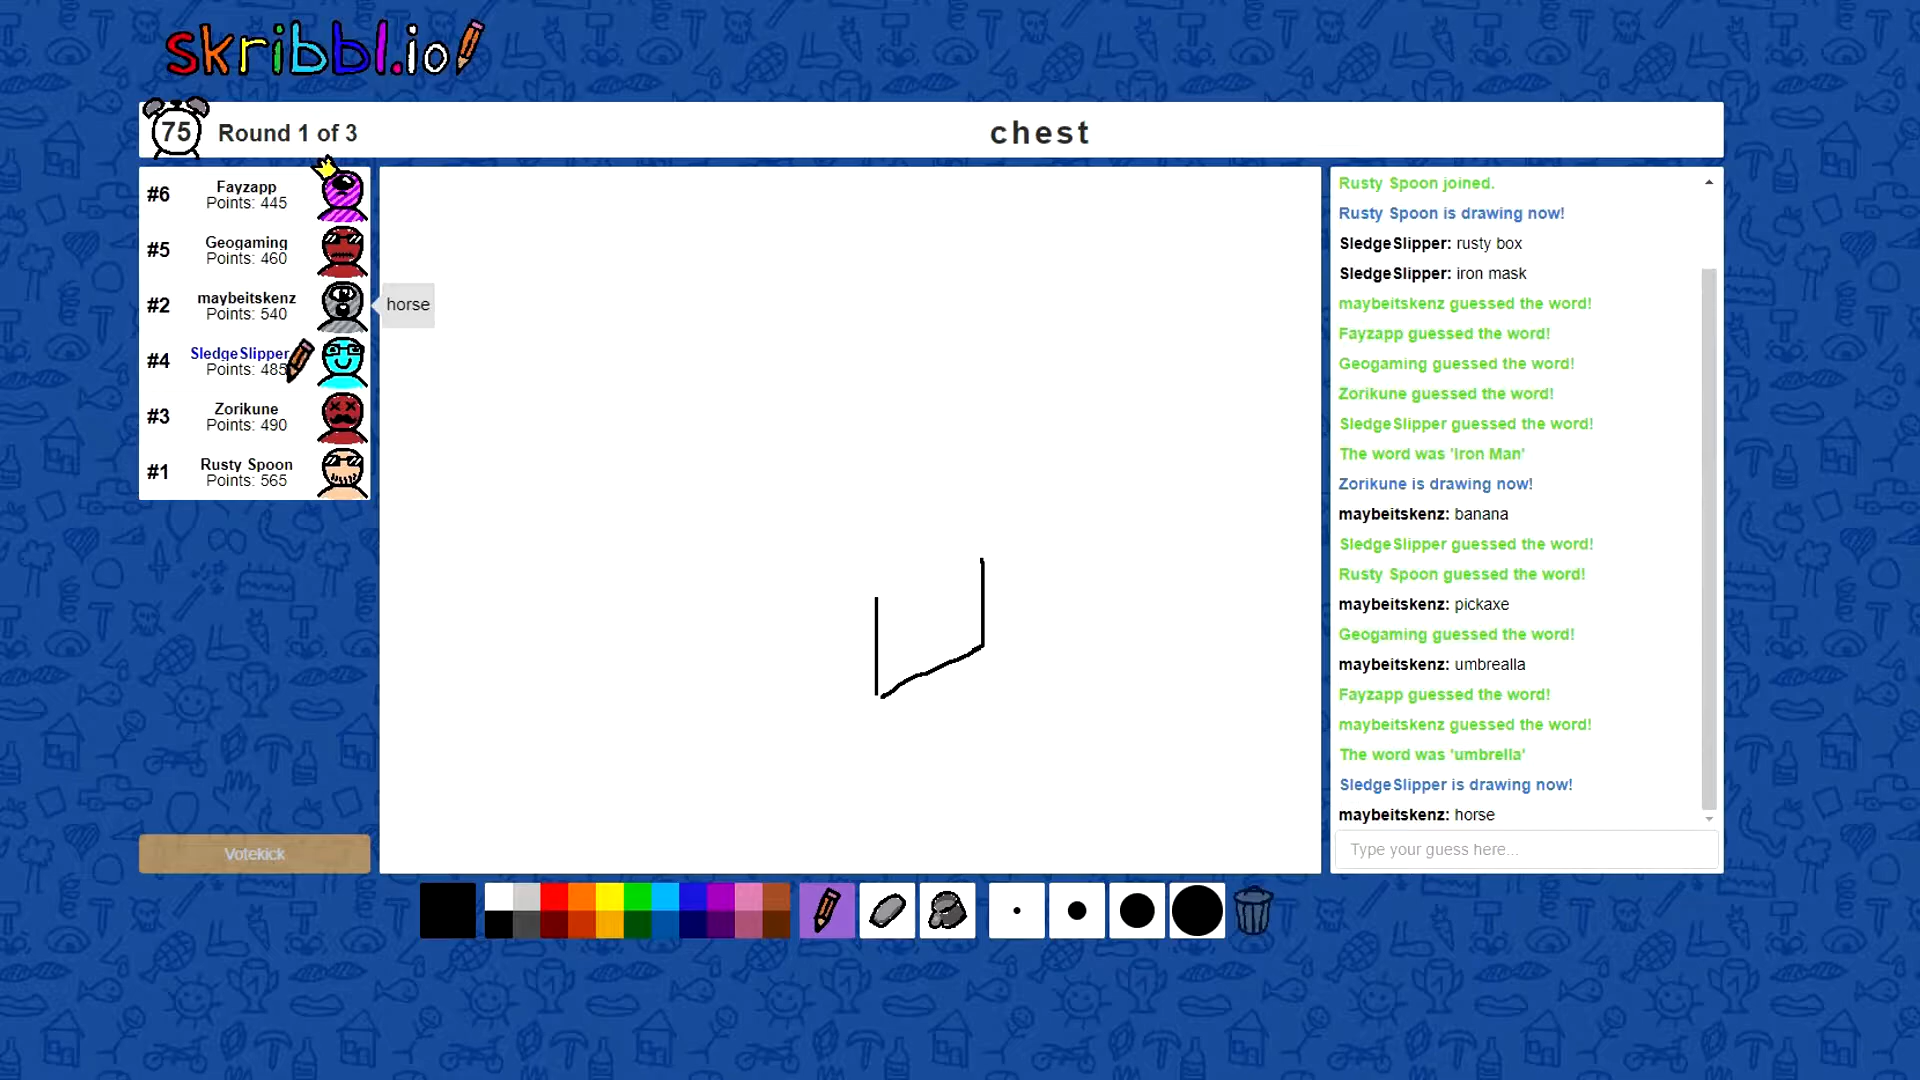 skribbl.io
75
Round 1 of 3
chest
#6
Fayzapp
Points: 445
#5
Geogaming
Points: 460
#2
maybeitskenz
Points: 540
horse
#4
SledgeSlipper
Points: 485
#3
Zorikune
Points: 490
#1
Rusty Spoon
Points: 565
Votekick
Rusty Spoon joined.
Rusty Spoon is drawing now!
SledgeSlipper: rusty box
SledgeSlipper: iron mask
maybeitskenz guessed the word!
Fayzapp guessed the word!
Geogaming guessed the word!
Zorikune guessed the word!
SledgeSlipper guessed the word!
The word was 'Iron Man'
Zorikune is drawing now!
maybeitskenz: banana
SledgeSlipper guessed the word!
Rusty Spoon guessed the word!
maybeitskenz: pickaxe
Geogaming guessed the word!
maybeitskenz: umbrealla
Fayzapp guessed the word!
maybeitskenz guessed the word!
The word was 'umbrella'
SledgeSlipper is drawing now!
maybeitskenz: horse
Type your guess here...